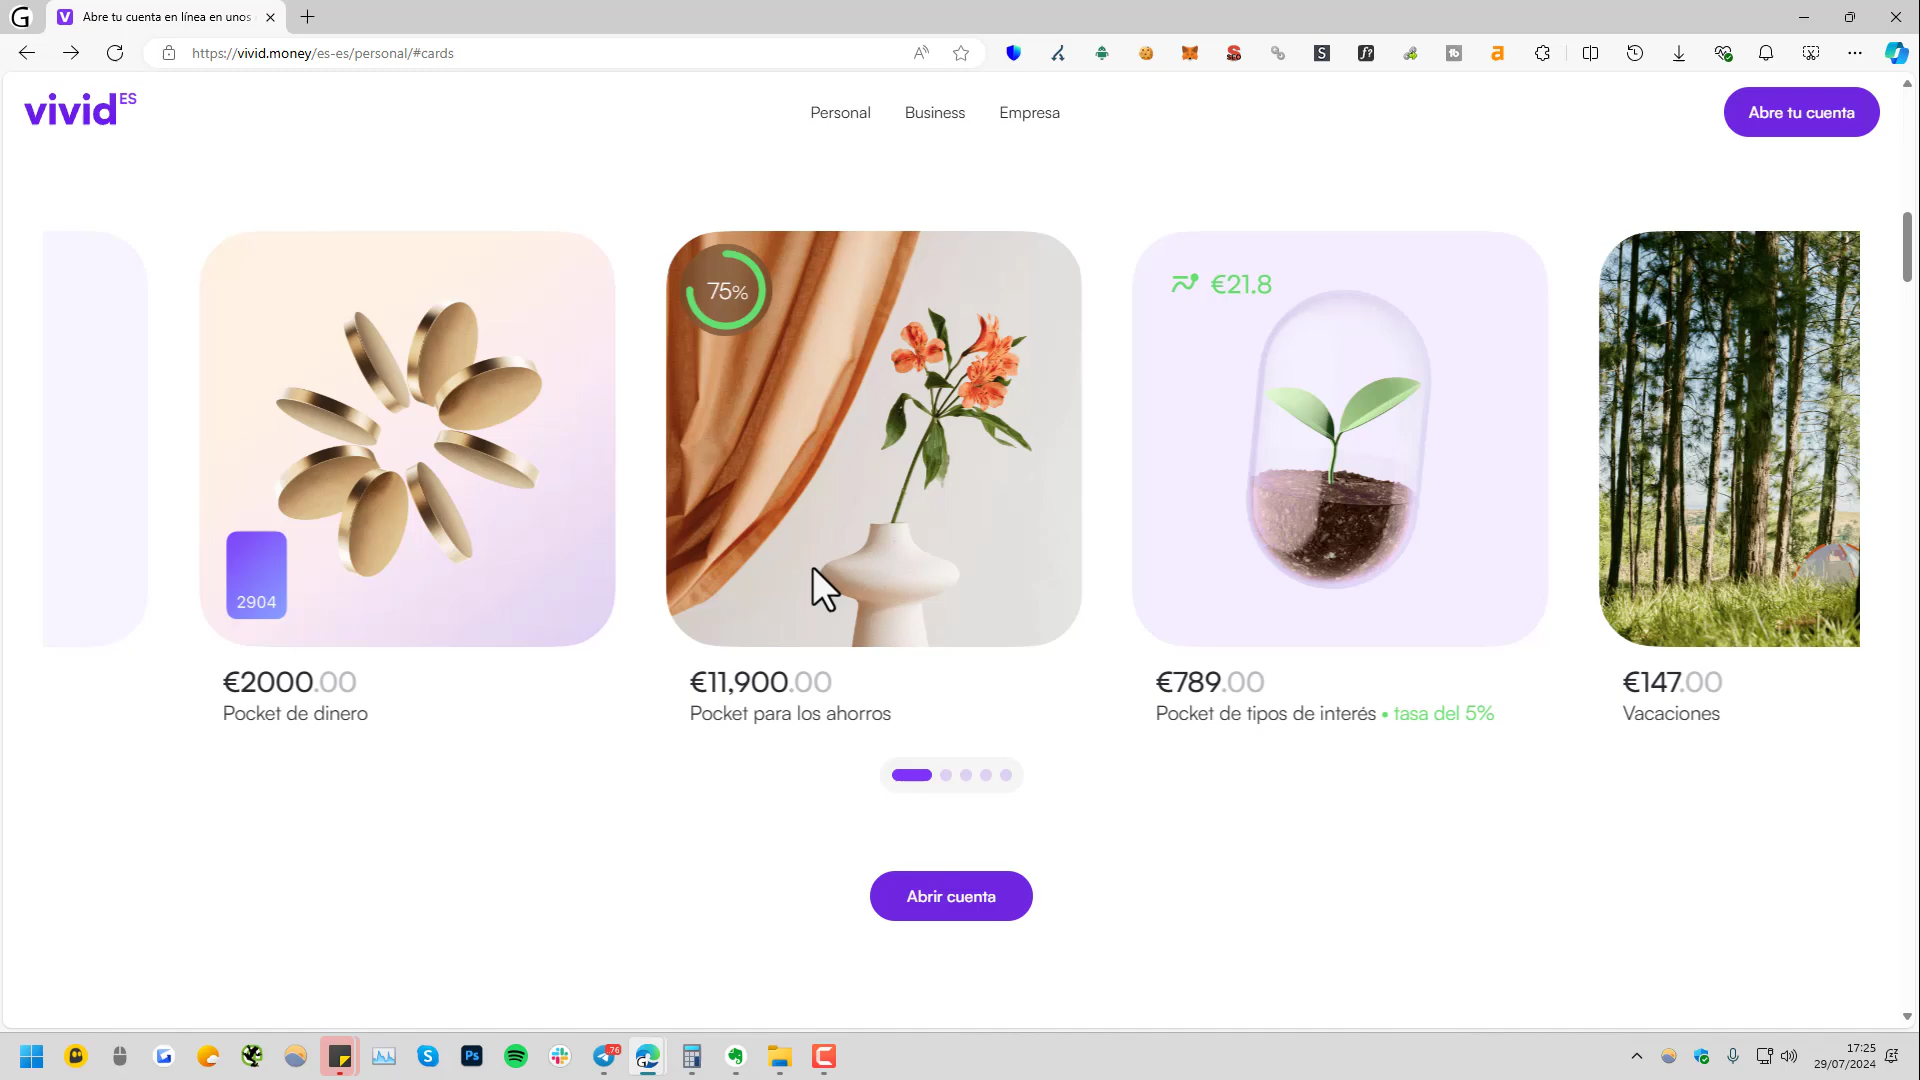 Abre tu cuenta en línea en unos
https://vivid.money/es-es/personal/#cards
vivid ES
Personal
Business
Empresa
Abre tu cuenta
75%
€21.8
2904
€2000.00
Pocket de dinero
€11,900.00
Pocket para los ahorros
€789.00
Pocket de tipos de interés • tasa del 5%
€147.00
Vacaciones
Abrir cuenta
76
17:25
29/07/2024